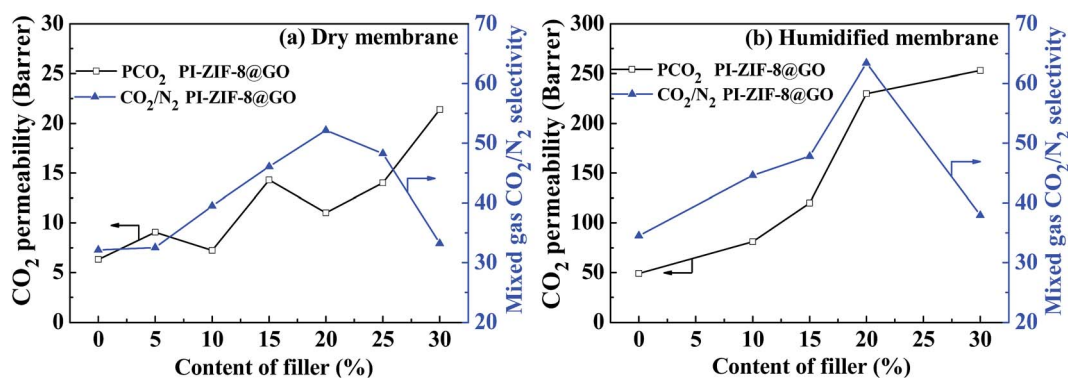 (a) Dry membrane
PCO₂ PI-ZIF-8@GO
CO₂/N₂ PI-ZIF-8@GO
CO₂ permeability (Barrer)
30
25
20
15
10
5
0
0 5 10 15 20 25 30
Content of filler (%)
70
60
50
40
30
20
Mixed gas CO₂/N₂ selectivity
(b) Humidified membrane
PCO₂ PI-ZIF-8@GO
CO₂/N₂ PI-ZIF-8@GO
CO₂ permeability (Barrer)
300
250
200
150
100
50
0
0 5 10 15 20 25 30
Content of filler (%)
70
60
50
40
30
20
Mixed gas CO₂/N₂ selectivity